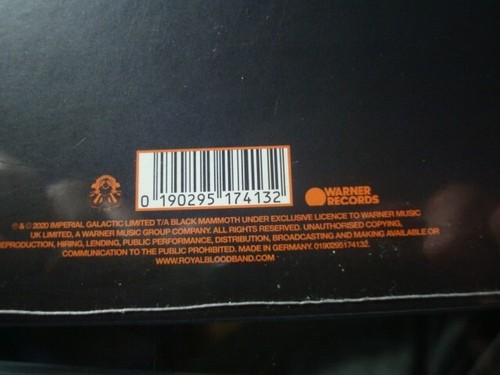 0 190295 174132
WARNER
RECORDS
℗ & © 2020 IMPERIAL GALACTIC LIMITED T/A BLACK MAMMOTH UNDER EXCLUSIVE LICENCE TO WARNER MUSIC
UK LIMITED, A WARNER MUSIC GROUP COMPANY. ALL RIGHTS RESERVED. UNAUTHORISED COPYING,
REPRODUCTION, HIRING, LENDING, PUBLIC PERFORMANCE, DISTRIBUTION, BROADCASTING AND MAKING AVAILABLE OR
COMMUNICATION TO THE PUBLIC PROHIBITED. MADE IN GERMANY. 0190295174132.
WWW.ROYALBLOODBAND.COM